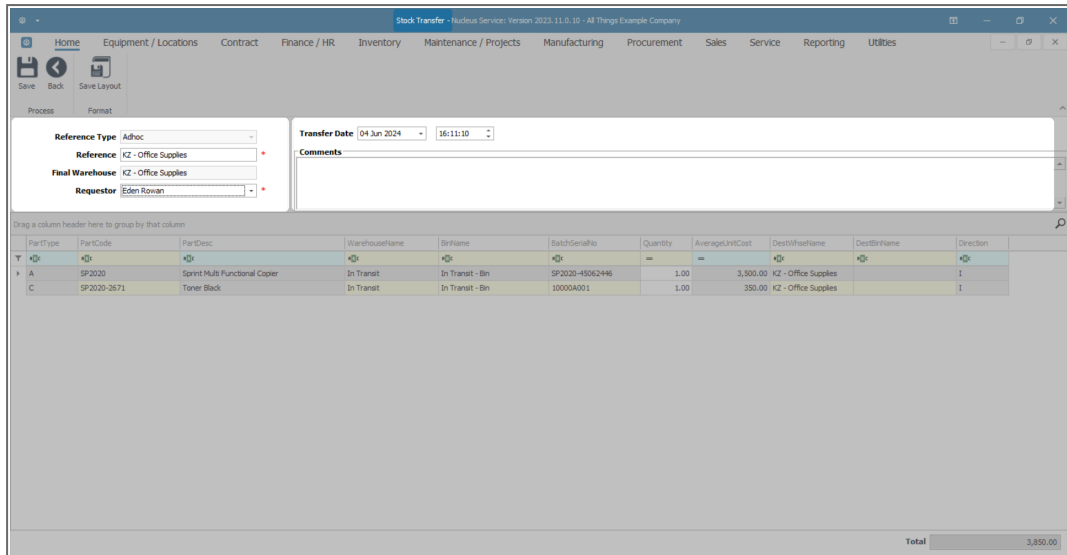 Stock Transfer - Nucleus Service: Version 2023.11.0.10 - All Things Example Company
Home Equipment / Locations Contract Finance / HR Inventory Maintenance / Projects Manufacturing Procurement Sales Service Reporting Utilities
Save Back Save Layout
Process Format
Reference Type Adhoc
Reference KZ - Office Supplies *
Final Warehouse KZ - Office Supplies
Requestor Eden Rowan *
Transfer Date 04 Jun 2024 16:11:10
Comments
Drag a column header here to group by that column
PartType PartCode PartDesc WarehouseName BinName BatchSerialNo Quantity AverageUnitCost DestWhseName DestBinName Direction
A SP2020 Sprint Multi Functional Copier In Transit In Transit - Bin SP2020-45062446 1.00 3,500.00 KZ - Office Supplies I
C SP2020-2671 Toner Black In Transit In Transit - Bin 10000A001 1.00 350.00 KZ - Office Supplies I
Total 3,850.00